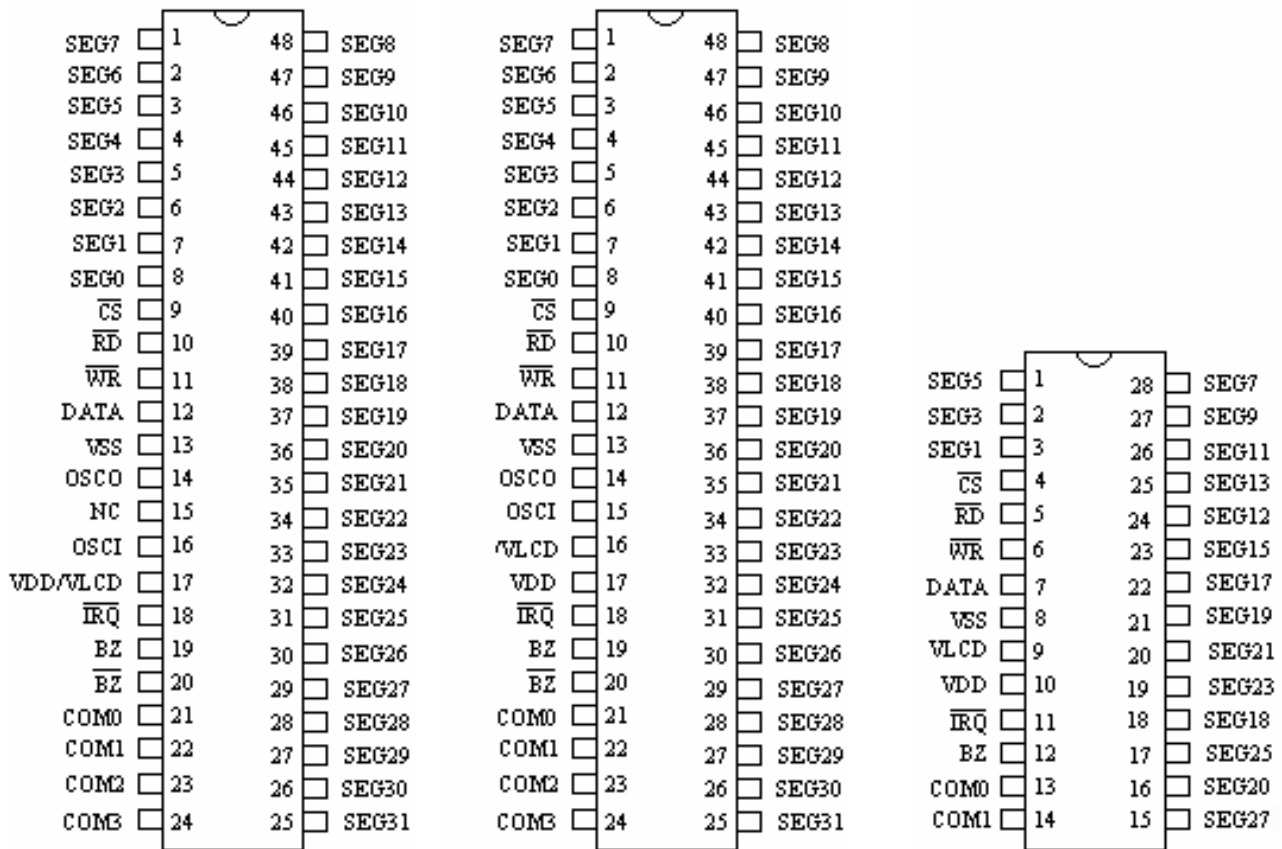 SEG7 1 48 SEG8
SEG6 2 47 SEG9
SEG5 3 46 SEG10
SEG4 4 45 SEG11
SEG3 5 44 SEG12
SEG2 6 43 SEG13
SEG1 7 42 SEG14
SEG0 8 41 SEG15
CS 9 40 SEG16
RD 10 39 SEG17
WR 11 38 SEG18
DATA 12 37 SEG19
VSS 13 36 SEG20
OSCO 14 35 SEG21
NC 15 34 SEG22
OSCI 16 33 SEG23
VDD/VLCD 17 32 SEG24
IRQ 18 31 SEG25
BZ 19 30 SEG26
BZ 20 29 SEG27
COM0 21 28 SEG28
COM1 22 27 SEG29
COM2 23 26 SEG30
COM3 24 25 SEG31
SEG7 1 48 SEG8
SEG6 2 47 SEG9
SEG5 3 46 SEG10
SEG4 4 45 SEG11
SEG3 5 44 SEG12
SEG2 6 43 SEG13
SEG1 7 42 SEG14
SEG0 8 41 SEG15
CS 9 40 SEG16
RD 10 39 SEG17
WR 11 38 SEG18
DATA 12 37 SEG19
VSS 13 36 SEG20
OSCO 14 35 SEG21
OSCI 15 34 SEG22
/VLCD 16 33 SEG23
VDD 17 32 SEG24
IRQ 18 31 SEG25
BZ 19 30 SEG26
BZ 20 29 SEG27
COM0 21 28 SEG28
COM1 22 27 SEG29
COM2 23 26 SEG30
COM3 24 25 SEG31
SEG5 1 28 SEG7
SEG3 2 27 SEG9
SEG1 3 26 SEG11
CS 4 25 SEG13
RD 5 24 SEG12
WR 6 23 SEG15
DATA 7 22 SEG17
VSS 8 21 SEG19
VLCD 9 20 SEG21
VDD 10 19 SEG23
IRQ 11 18 SEG18
BZ 12 17 SEG25
COM0 13 16 SEG20
COM1 14 15 SEG27